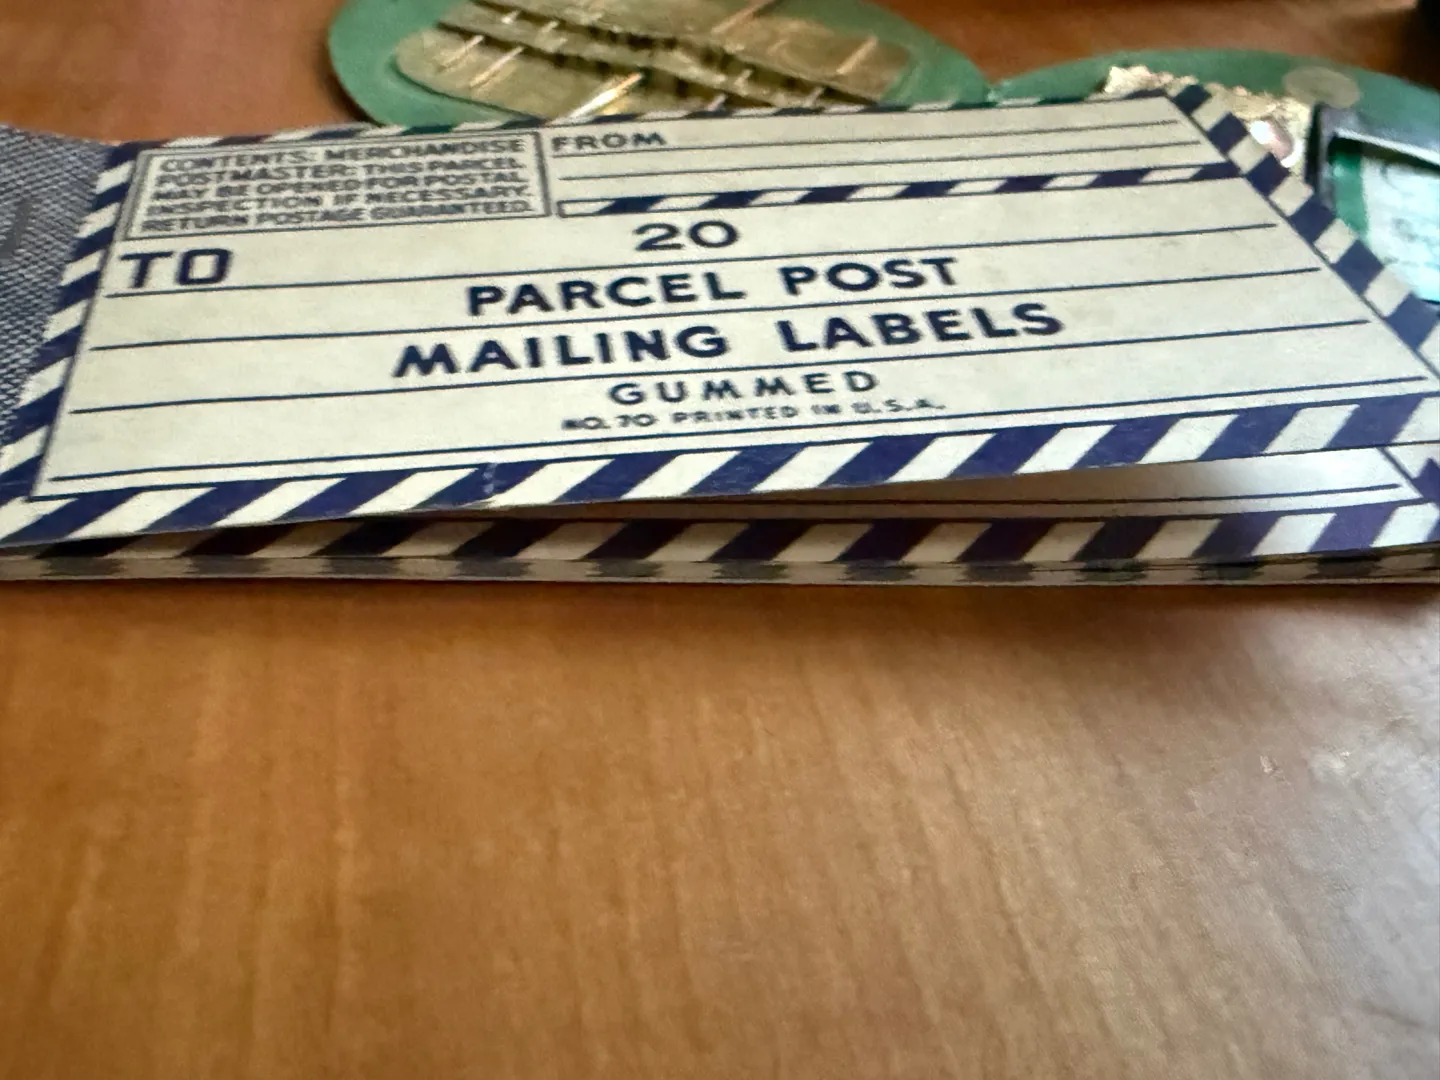 CONTENTS: MERCHANDISE
POSTMASTER: THIS PARCEL
MAY BE OPENED FOR POSTAL
INSPECTION IF NECESSARY.
RETURN POSTAGE GUARANTEED.
FROM
TO
20
PARCEL POST
MAILING LABELS
GUMMED
NO. 70 PRINTED IN U.S.A.